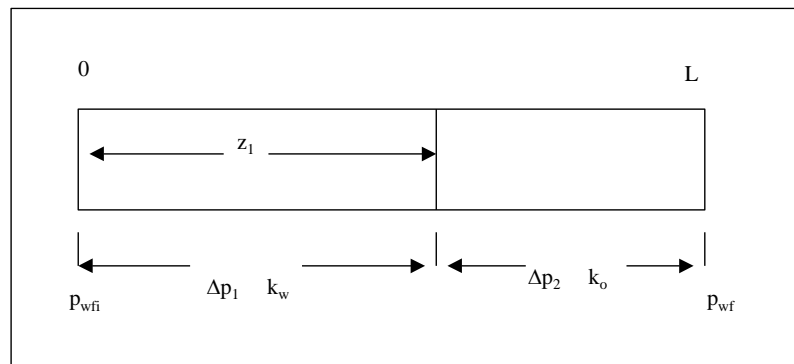 0 L
z₁
Δp₁ k_w Δp₂ k_o
p_wfi p_wf